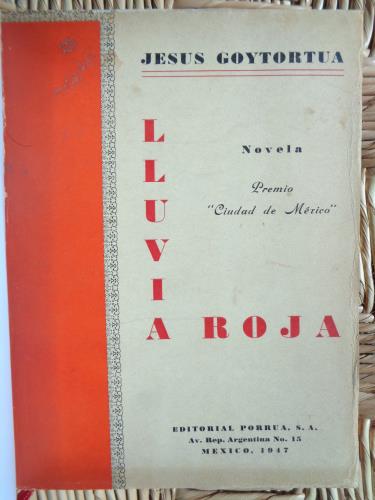 JESUS GOYTORTUA
LLUVIA
Novela
Premio
"Ciudad de México"
ROJA
EDITORIAL PORRUA, S. A.
Av. Rep. Argentina No. 15
MEXICO, 1947